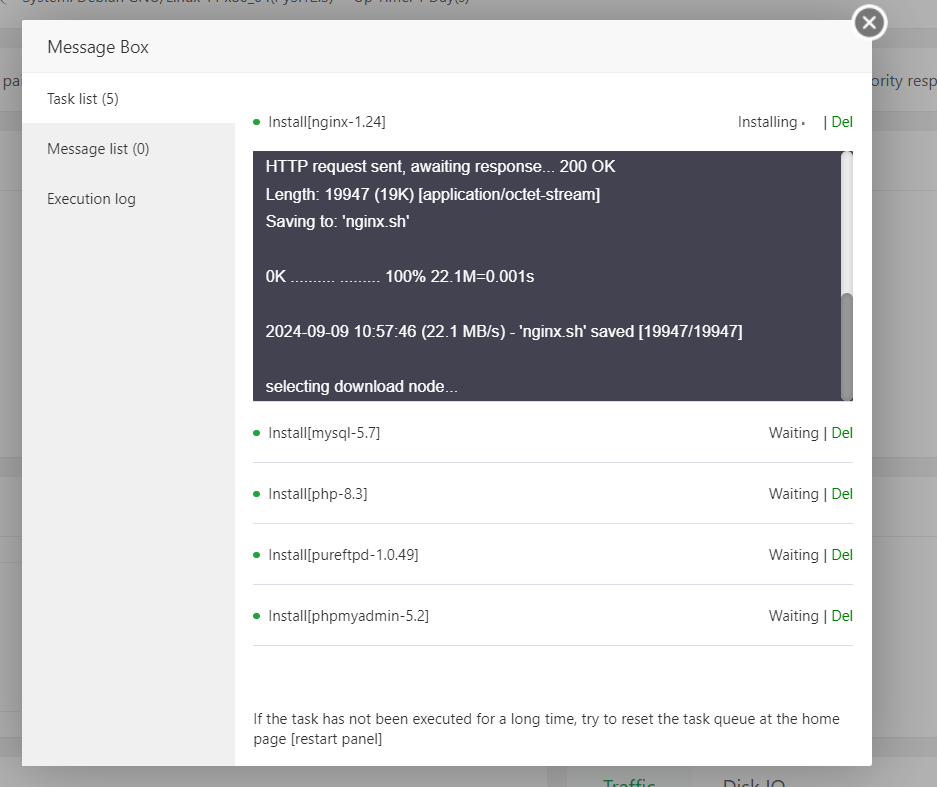 Message Box
Task list (5)
Message list (0)
Execution log
Install[nginx-1.24]
Installing
| Del
HTTP request sent, awaiting response... 200 OK
Length: 19947 (19K) [application/octet-stream]
Saving to: 'nginx.sh'
0K .......... ......... 100% 22.1M=0.001s
2024-09-09 10:57:46 (22.1 MB/s) - 'nginx.sh' saved [19947/19947]
selecting download node...
Install[mysql-5.7]
Waiting | Del
Install[php-8.3]
Waiting | Del
Install[pureftpd-1.0.49]
Waiting | Del
Install[phpmyadmin-5.2]
Waiting | Del
If the task has not been executed for a long time, try to reset the task queue at the home
page [restart panel]
Traffic
Disk IO